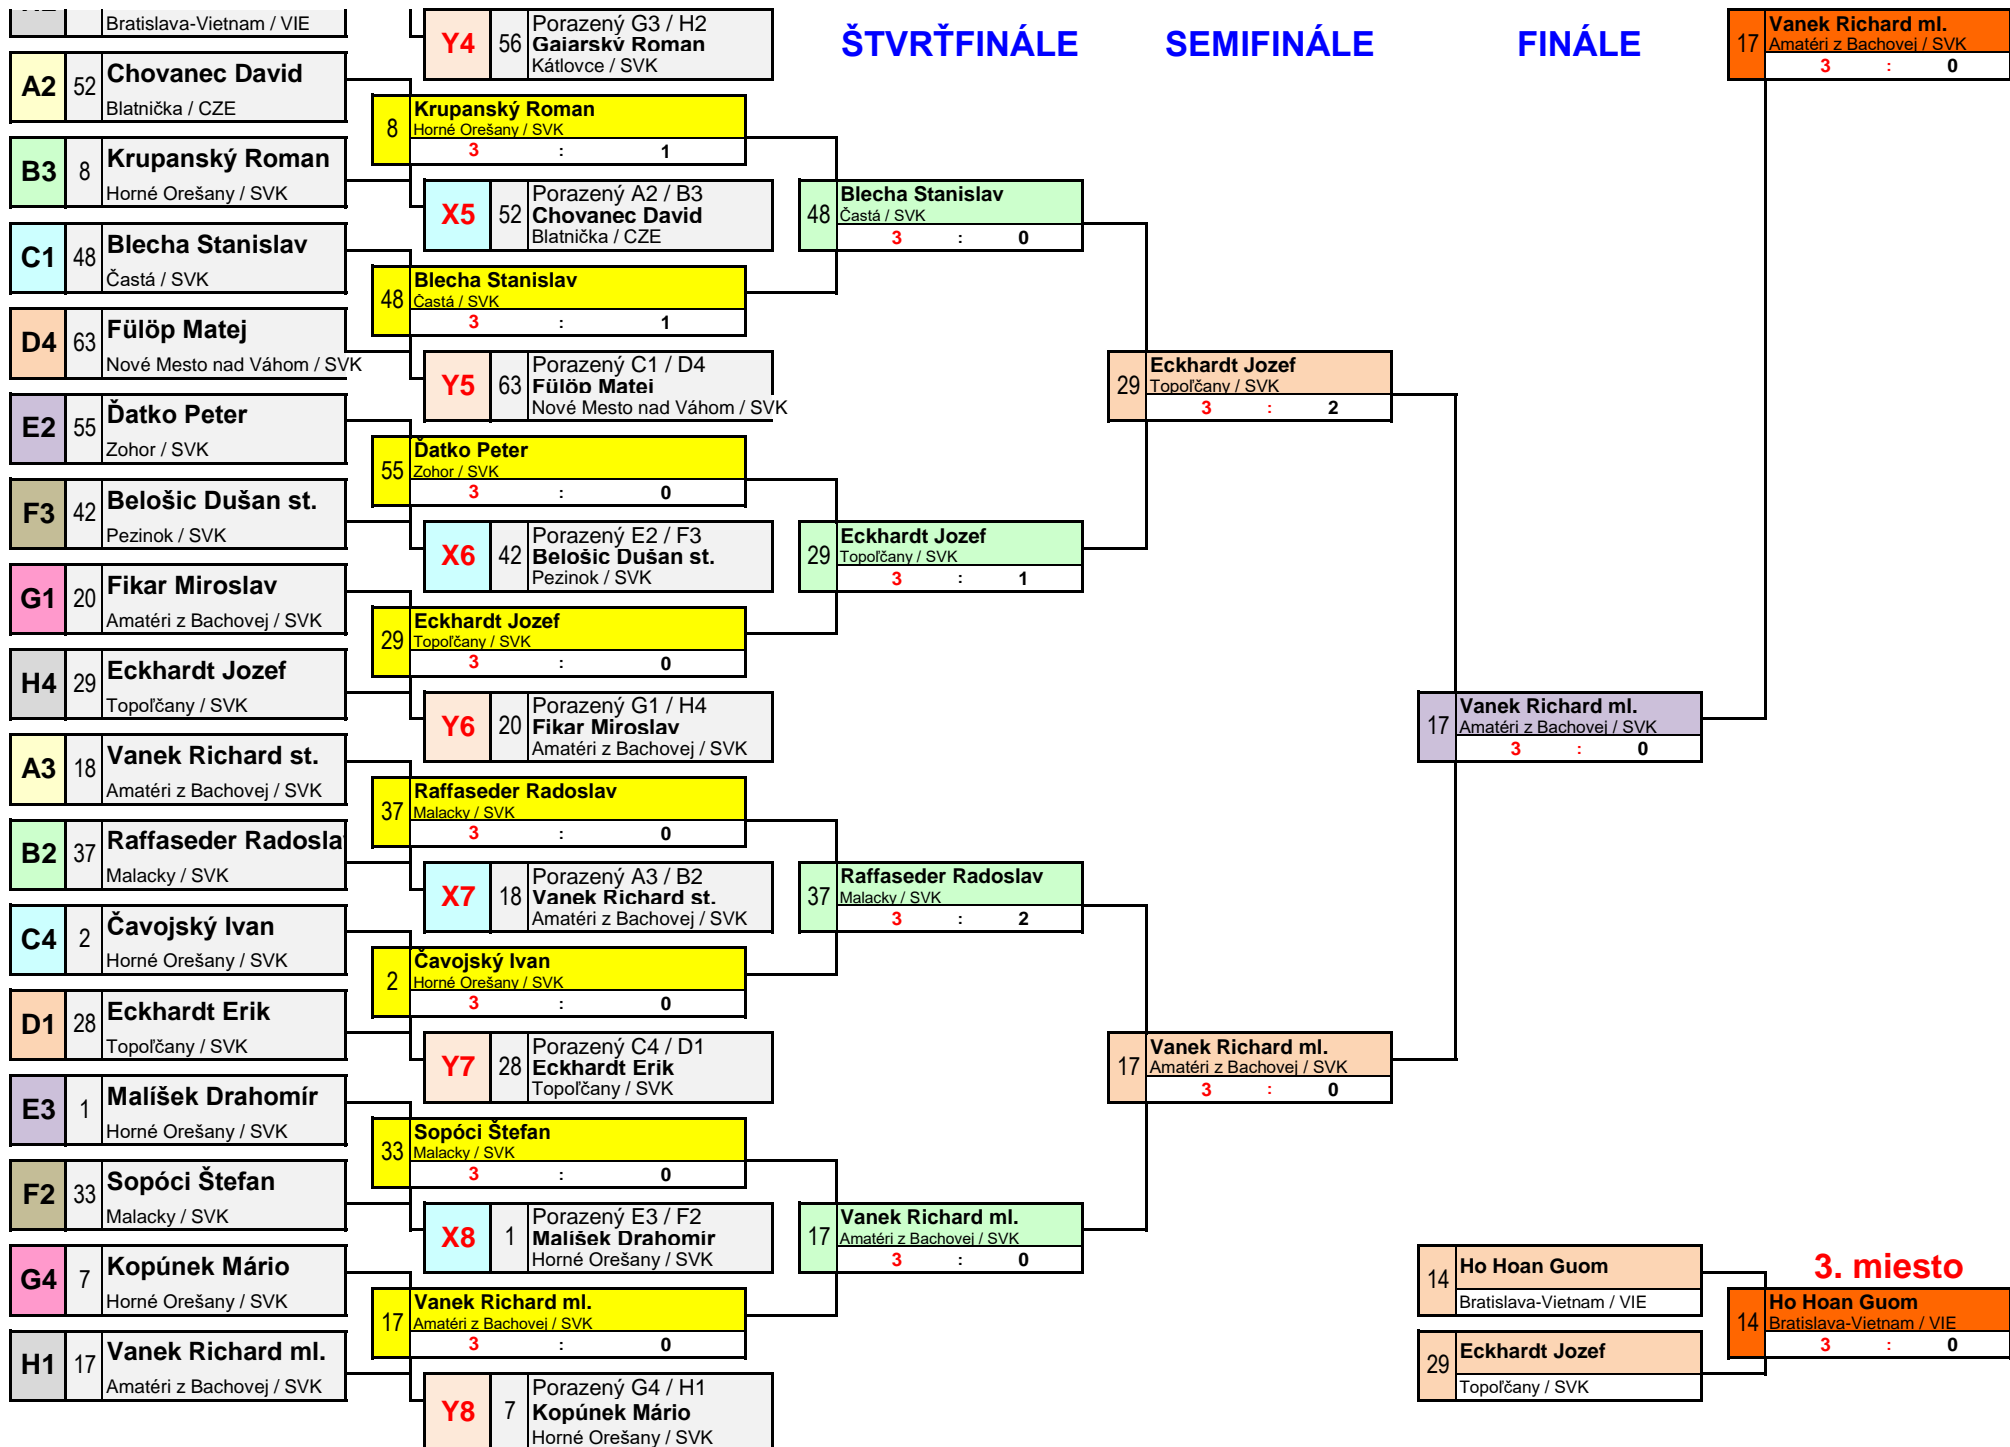 Bratislava-Vietnam / VIE
A2 52 Chovanec David
Blatnička / CZE
B3 8 Krupanský Roman
Horné Orešany / SVK
C1 48 Blecha Stanislav
Častá / SVK
D4 63 Fülöp Matej
Nové Mesto nad Váhom / SVK
E2 55 Ďatko Peter
Zohor / SVK
F3 42 Belošic Dušan st.
Pezinok / SVK
G1 20 Fikar Miroslav
Amatéri z Bachovej / SVK
H4 29 Eckhardt Jozef
Topoľčany / SVK
A3 18 Vanek Richard st.
Amatéri z Bachovej / SVK
B2 37 Raffaseder Radosla
Malacky / SVK
C4 2 Čavojský Ivan
Horné Orešany / SVK
D1 28 Eckhardt Erik
Topoľčany / SVK
E3 1 Malíšek Drahomír
Horné Orešany / SVK
F2 33 Sopóci Štefan
Malacky / SVK
G4 7 Kopúnek Mário
Horné Orešany / SVK
H1 17 Vanek Richard ml.
Amatéri z Bachovej / SVK
Porazený G3 / H2
Y4 56 Gajarský Roman
Kátlovce / SVK
8 Krupanský Roman
Horné Orešany / SVK
3 : 1
Porazený A2 / B3
X5 52 Chovanec David
Blatnička / CZE
48 Blecha Stanislav
Častá / SVK
3 : 1
Porazený C1 / D4
Y5 63 Fülöp Matej
Nové Mesto nad Váhom / SVK
55 Ďatko Peter
Zohor / SVK
3 : 0
Porazený E2 / F3
X6 42 Belošic Dušan st.
Pezinok / SVK
29 Eckhardt Jozef
Topoľčany / SVK
3 : 0
Porazený G1 / H4
Y6 20 Fikar Miroslav
Amatéri z Bachovej / SVK
37 Raffaseder Radoslav
Malacky / SVK
3 : 0
Porazený A3 / B2
X7 18 Vanek Richard st.
Amatéri z Bachovej / SVK
2 Čavojský Ivan
Horné Orešany / SVK
3 : 0
Porazený C4 / D1
Y7 28 Eckhardt Erik
Topoľčany / SVK
33 Sopóci Štefan
Malacky / SVK
3 : 0
Porazený E3 / F2
X8 1 Malíšek Drahomír
Horné Orešany / SVK
17 Vanek Richard ml.
Amatéri z Bachovej / SVK
3 : 0
Porazený G4 / H1
Y8 7 Kopúnek Mário
Horné Orešany / SVK
ŠTVRŤFINÁLE
48 Blecha Stanislav
Častá / SVK
3 : 0
29 Eckhardt Jozef
Topoľčany / SVK
3 : 1
37 Raffaseder Radoslav
Malacky / SVK
3 : 2
17 Vanek Richard ml.
Amatéri z Bachovej / SVK
3 : 0
SEMIFINÁLE
29 Eckhardt Jozef
Topoľčany / SVK
3 : 2
17 Vanek Richard ml.
Amatéri z Bachovej / SVK
3 : 0
FINÁLE
17 Vanek Richard ml.
Amatéri z Bachovej / SVK
3 : 0
14 Ho Hoan Guom
Bratislava-Vietnam / VIE
29 Eckhardt Jozef
Topoľčany / SVK
17 Vanek Richard ml.
Amatéri z Bachovej / SVK
3 : 0
3. miesto
14 Ho Hoan Guom
Bratislava-Vietnam / VIE
3 : 0